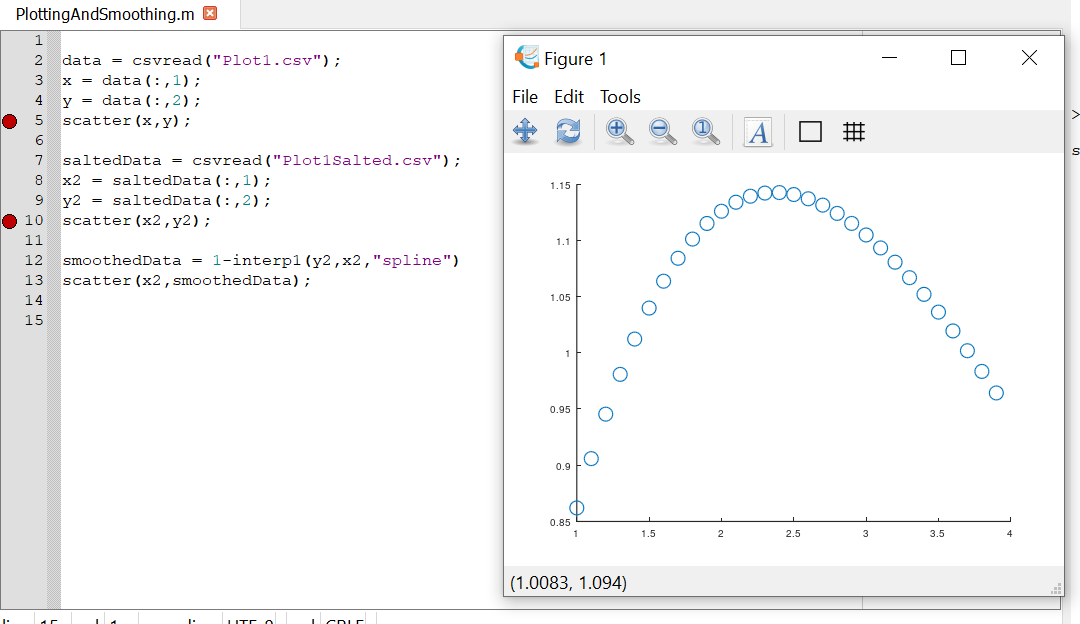 PlottingAndSmoothing.m
1
2 data = csvread("Plot1.csv");
3 x = data(:,1);
4 y = data(:,2);
5 scatter(x,y);
6
7 saltedData = csvread("Plot1Salted.csv");
8 x2 = saltedData(:,1);
9 y2 = saltedData(:,2);
10 scatter(x2,y2);
11
12 smoothedData = 1-interp1(y2,x2,"spline")
13 scatter(x2,smoothedData);
14
15
Figure 1
File Edit Tools
1
A
1.15
1.1
1.05
1
0.95
0.9
0.85
1 1.5 2 2.5 3 3.5 4
(1.0083, 1.094)
>
s